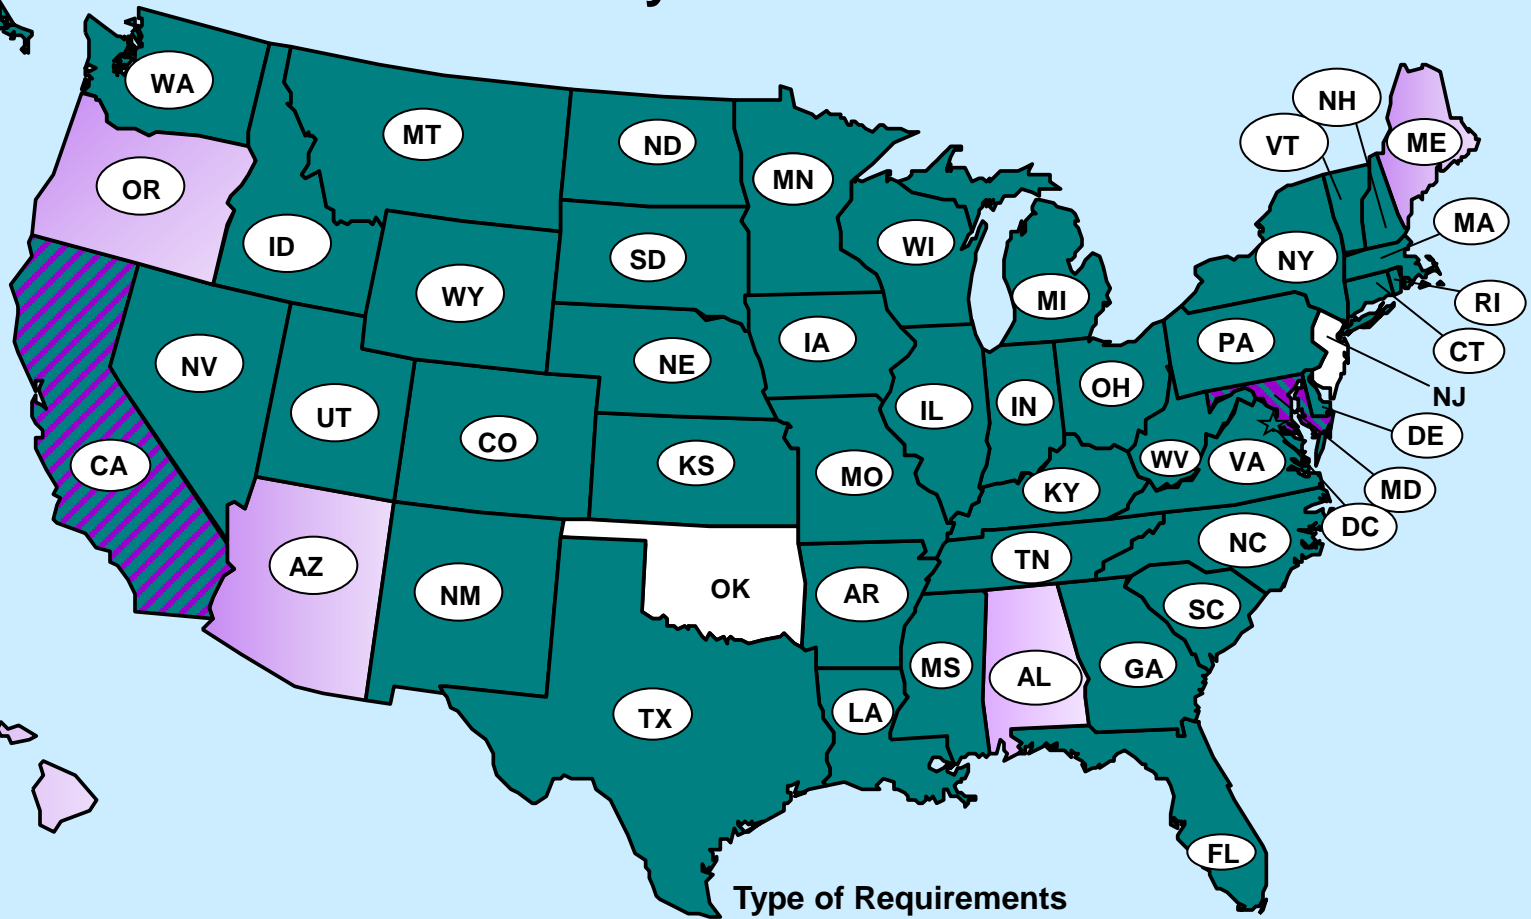 WA
MT
ND
MN
OR
ID
SD
WI
MI
NY
VT
NH
ME
MA
RI
CT
NJ
DE
MD
DC
WY
NV
UT
CO
NE
IA
IL
IN
OH
PA
CA
KS
MO
KY
WV
VA
AZ
NM
OK
AR
TN
NC
SC
TX
LA
MS
AL
GA
FL
Type of Requirements